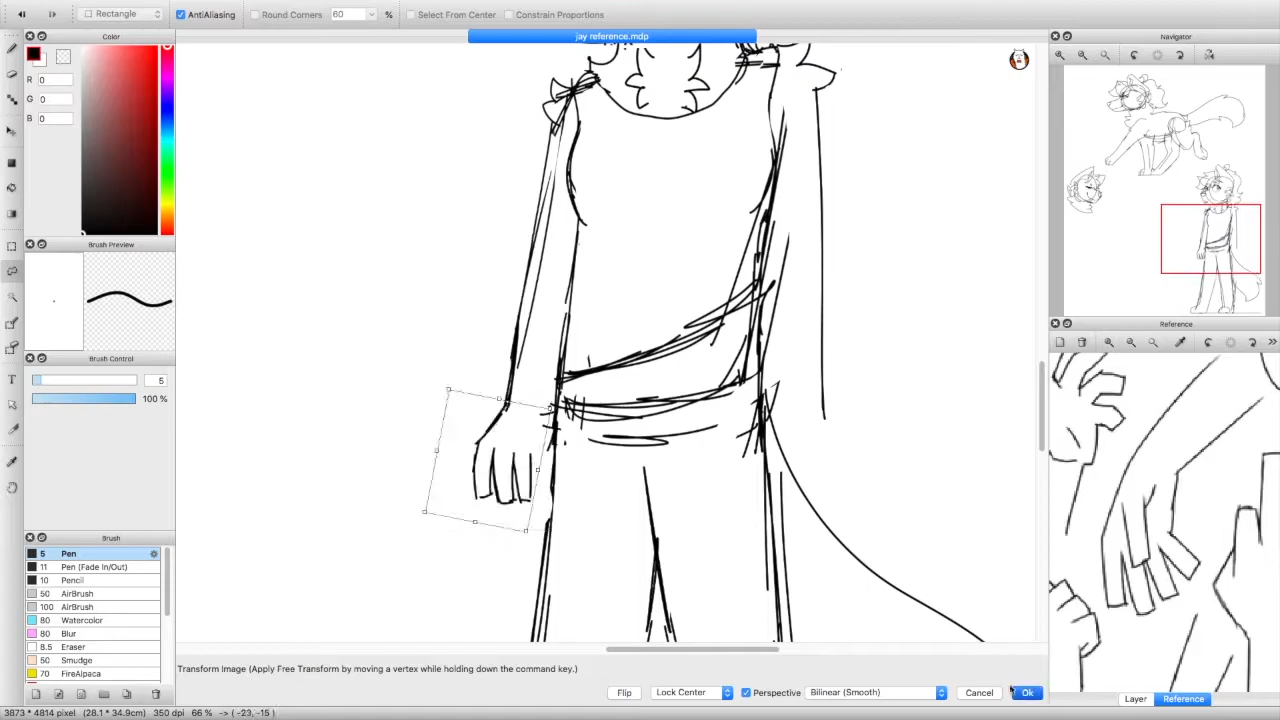 Rectangle
AntiAliasing
Round Corners
60
%
Select From Center
Constrain Proportions
Color
jay reference.mdp
Navigator
R
0
G
0
B
0
Brush Preview
Brush Control
5
100 %
Reference
Brush
5 Pen
11 Pen (Fade In/Out)
10 Pencil
50 AirBrush
100 AirBrush
80 Watercolor
80 Blur
8.5 Eraser
50 Smudge
70 FireAlpaca
Transform Image (Apply Free Transform by moving a vertex while holding down the command key.)
Flip
Lock Center
Perspective
Bilinear (Smooth)
Cancel
Ok
Layer
Reference
3873 * 4814 pixel (28.1 * 34.9cm) 350 dpi 66 % -> ( -23, -15 )